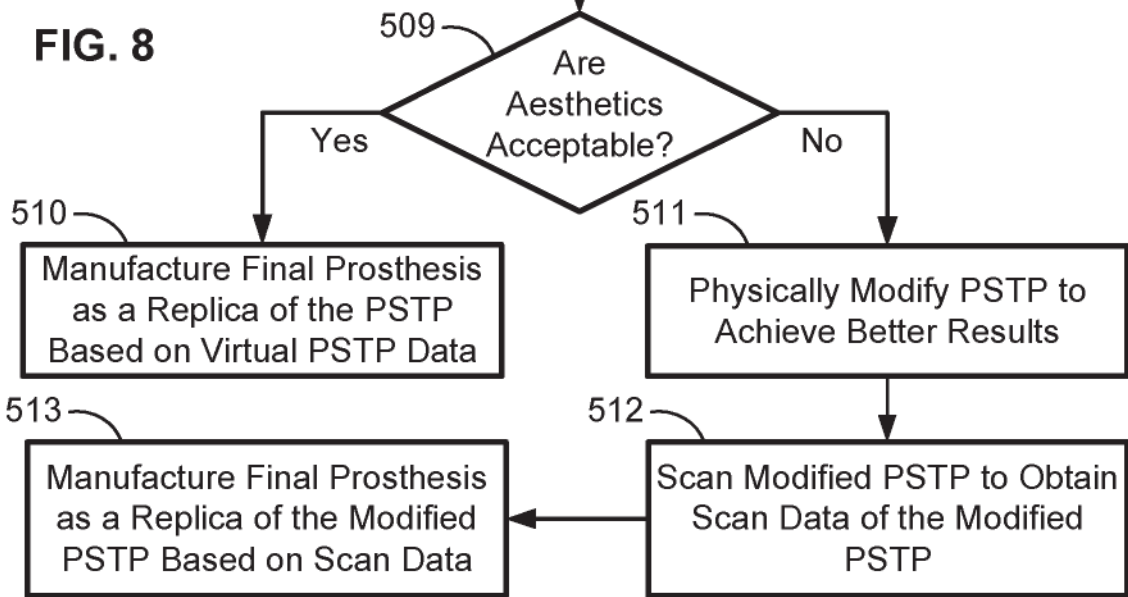 FIG. 8
509
Are
Aesthetics
Acceptable?
Yes
No
510
Manufacture Final Prosthesis
as a Replica of the PSTP
Based on Virtual PSTP Data
511
Physically Modify PSTP to
Achieve Better Results
512
Scan Modified PSTP to Obtain
Scan Data of the Modified
PSTP
513
Manufacture Final Prosthesis
as a Replica of the Modified
PSTP Based on Scan Data